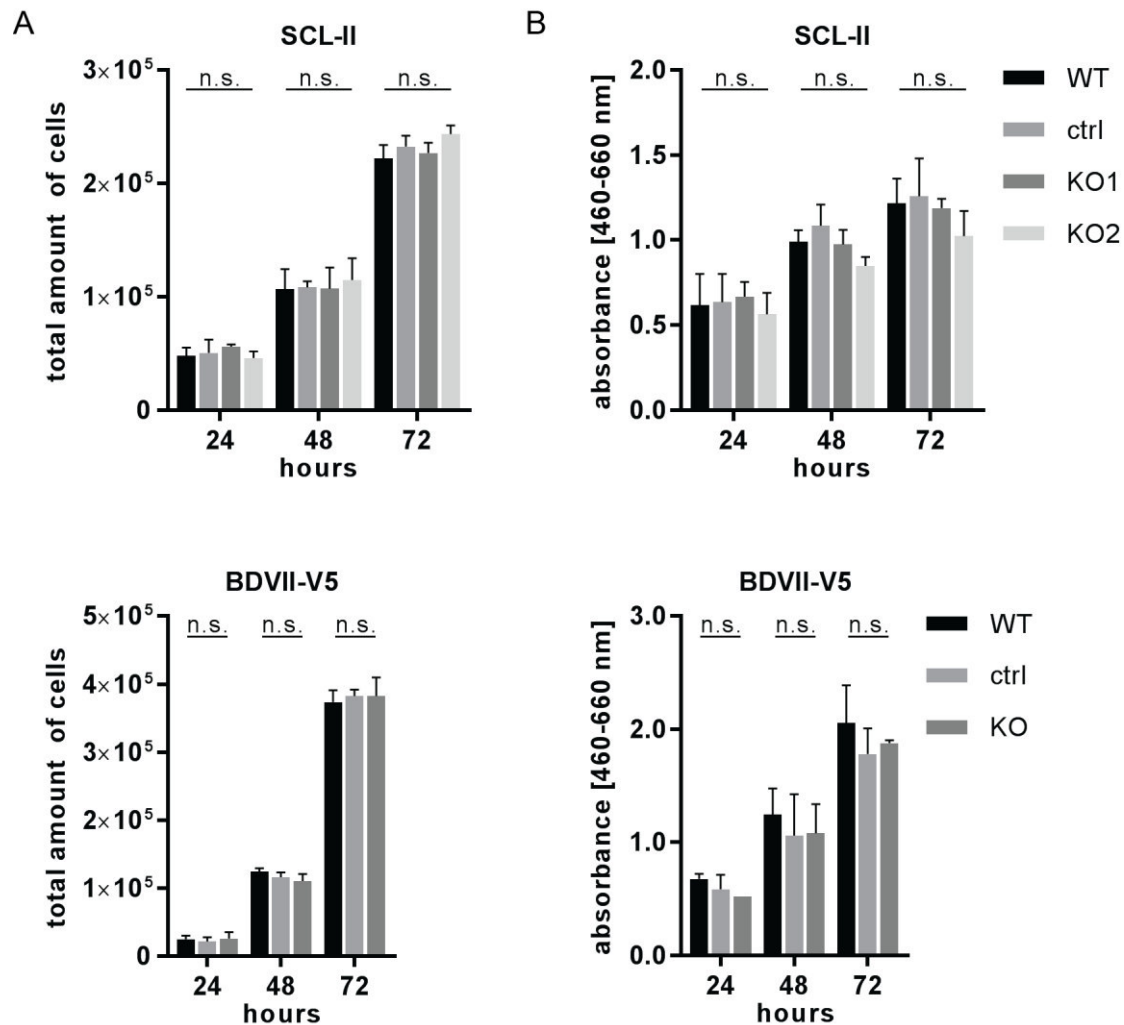 A
SCL-II
total amount of cells
3×10⁵
2×10⁵
1×10⁵
0
n.s.
n.s.
n.s.
24
48
72
hours
B
SCL-II
absorbance [460-660 nm]
2.0
1.5
1.0
0.5
0.0
n.s.
n.s.
n.s.
24
48
72
hours
WT
ctrl
KO1
KO2
BDVII-V5
total amount of cells
5×10⁵
4×10⁵
3×10⁵
2×10⁵
1×10⁵
0
n.s.
n.s.
n.s.
24
48
72
hours
BDVII-V5
absorbance [460-660 nm]
3.0
2.0
1.0
0.0
n.s.
n.s.
n.s.
24
48
72
hours
WT
ctrl
KO